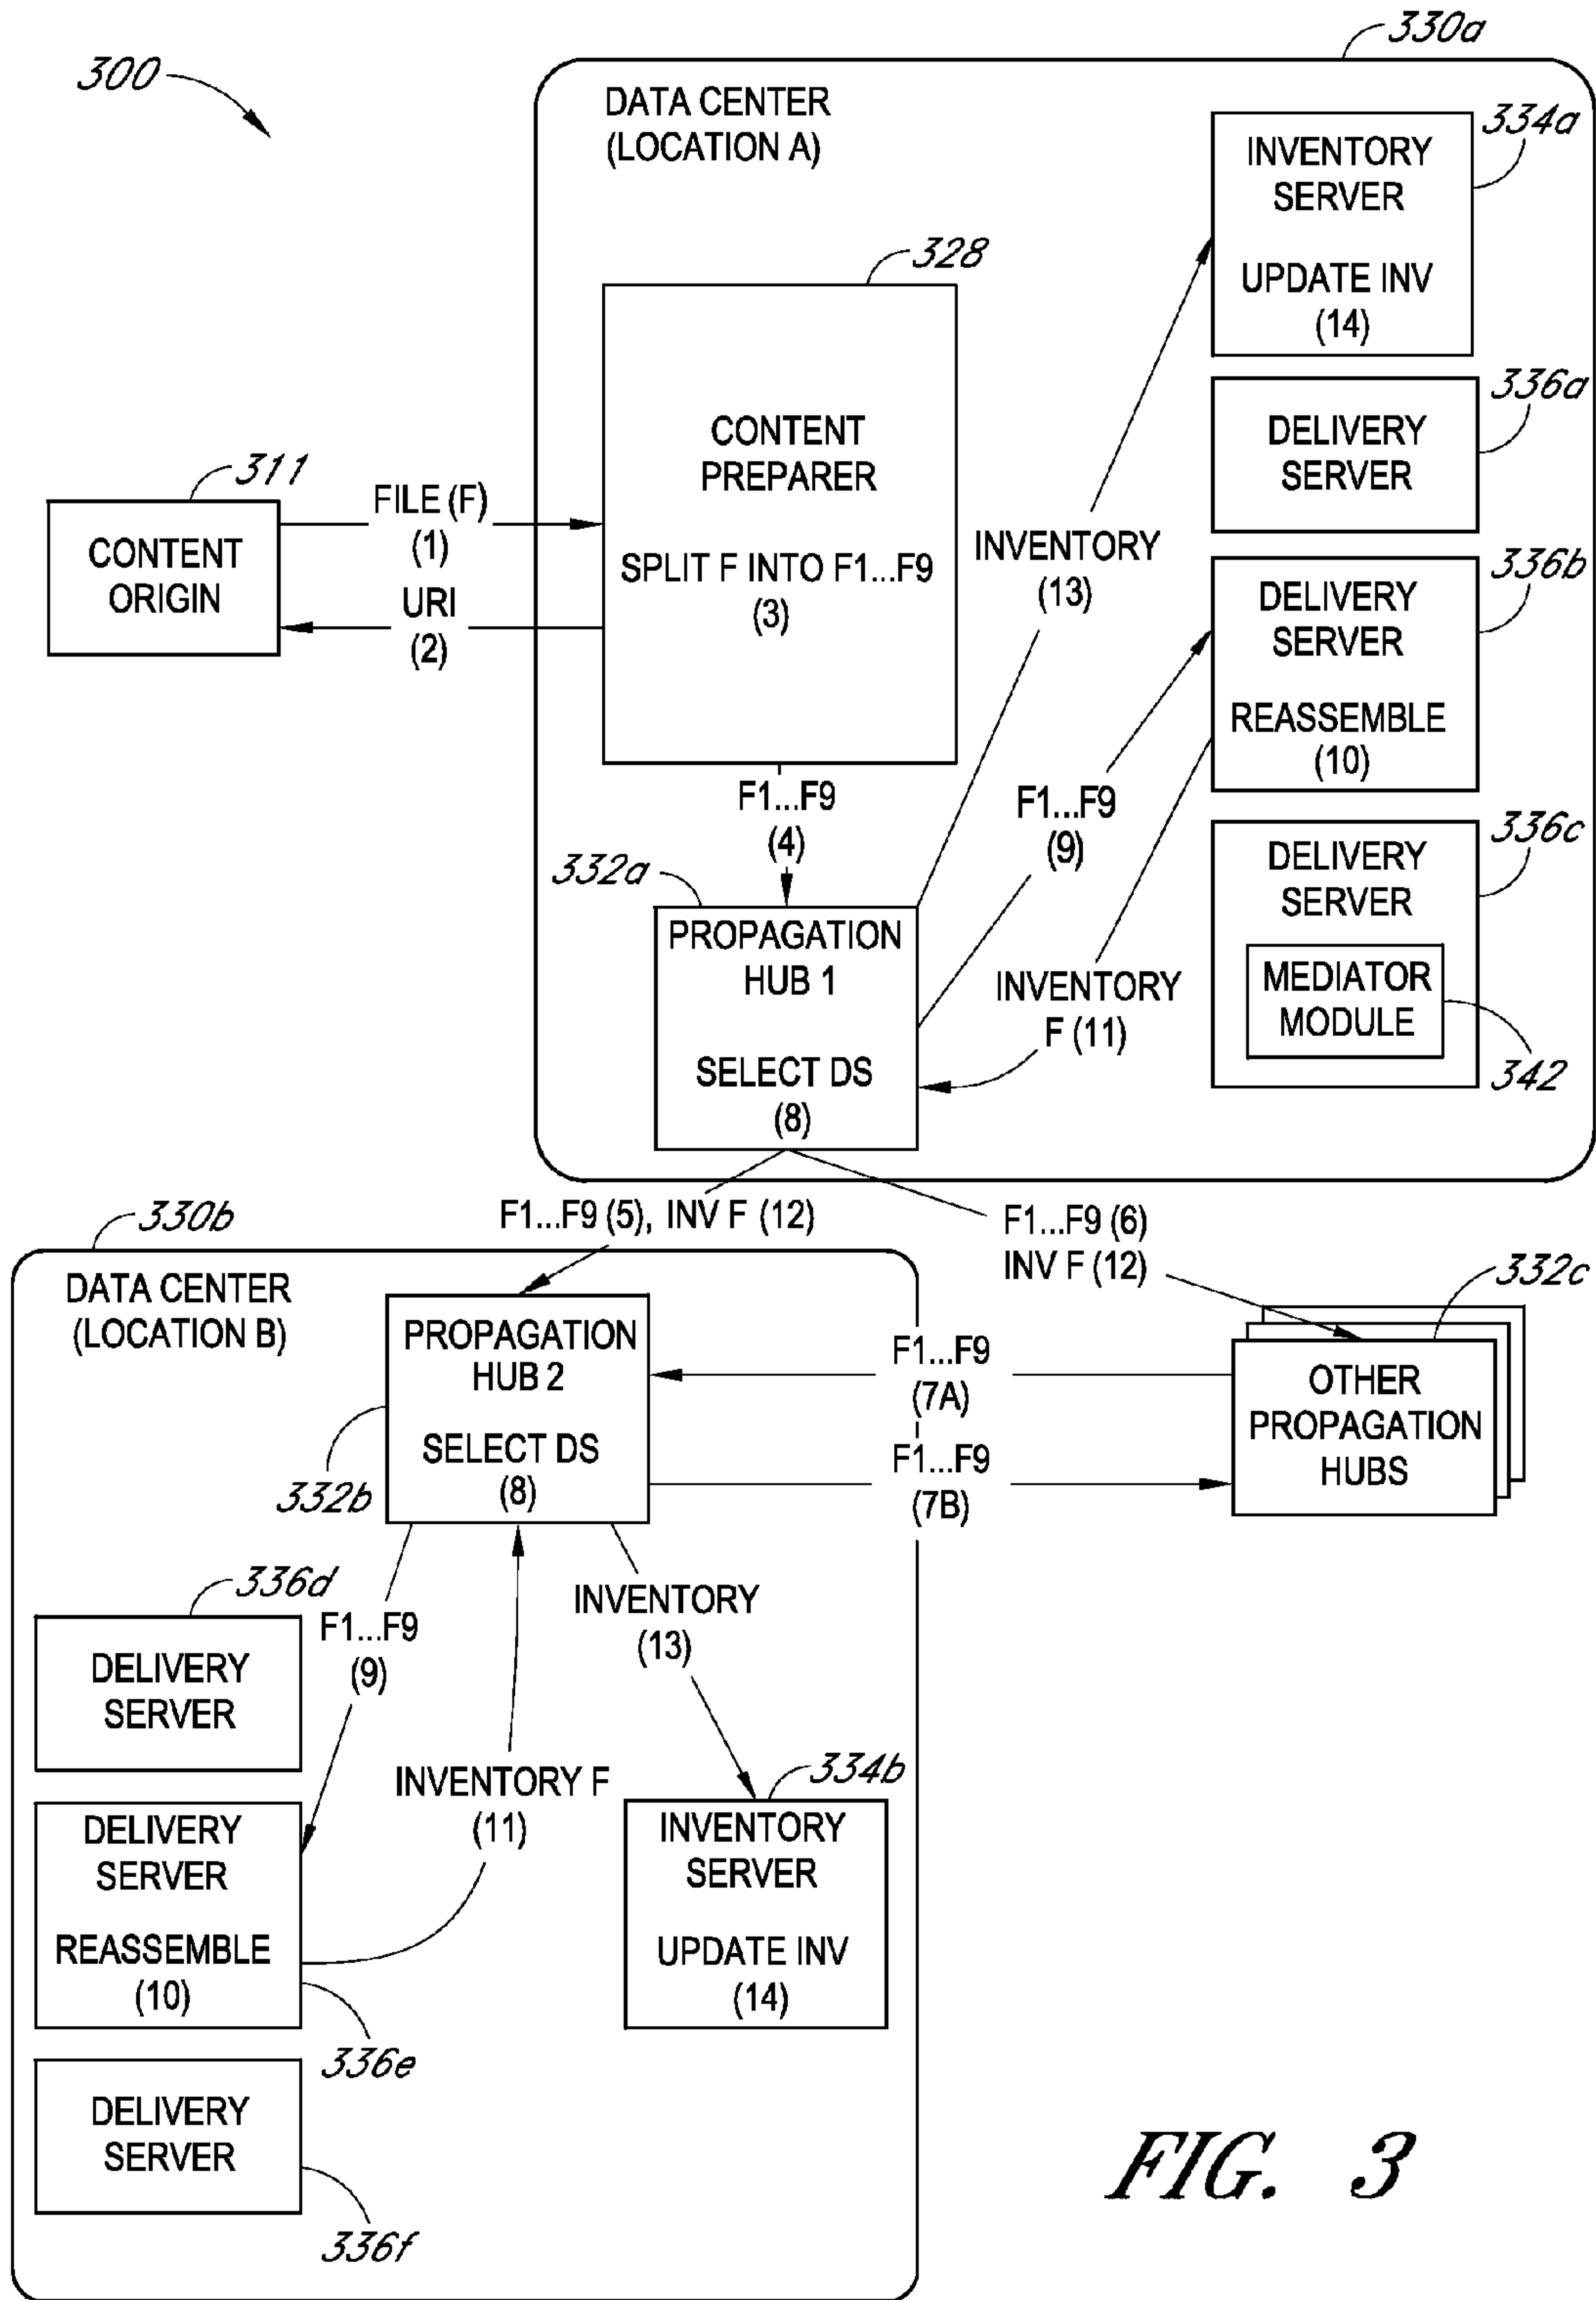 300
330a
DATA CENTER
(LOCATION A)
334a
INVENTORY
SERVER
UPDATE INV
(14)
328
CONTENT
PREPARER
SPLIT F INTO F1...F9
(3)
336a
DELIVERY
SERVER
311
CONTENT
ORIGIN
FILE (F)
(1)
URI
(2)
INVENTORY
(13)
336b
DELIVERY
SERVER
REASSEMBLE
(10)
F1...F9
(4)
F1...F9
(9)
332a
PROPAGATION
HUB 1
SELECT DS
(8)
INVENTORY
F (11)
336c
DELIVERY
SERVER
MEDIATOR
MODULE
342
F1...F9 (5), INV F (12)
F1...F9 (6)
INV F (12)
330b
DATA CENTER
(LOCATION B)
332c
PROPAGATION
HUB 2
SELECT DS
(8)
332b
F1...F9
(7A)
F1...F9
(7B)
OTHER
PROPAGATION
HUBS
336d
DELIVERY
SERVER
F1...F9
(9)
INVENTORY
(13)
INVENTORY F
(11)
334b
INVENTORY
SERVER
UPDATE INV
(14)
DELIVERY
SERVER
REASSEMBLE
(10)
336e
DELIVERY
SERVER
336f
FIG. 3